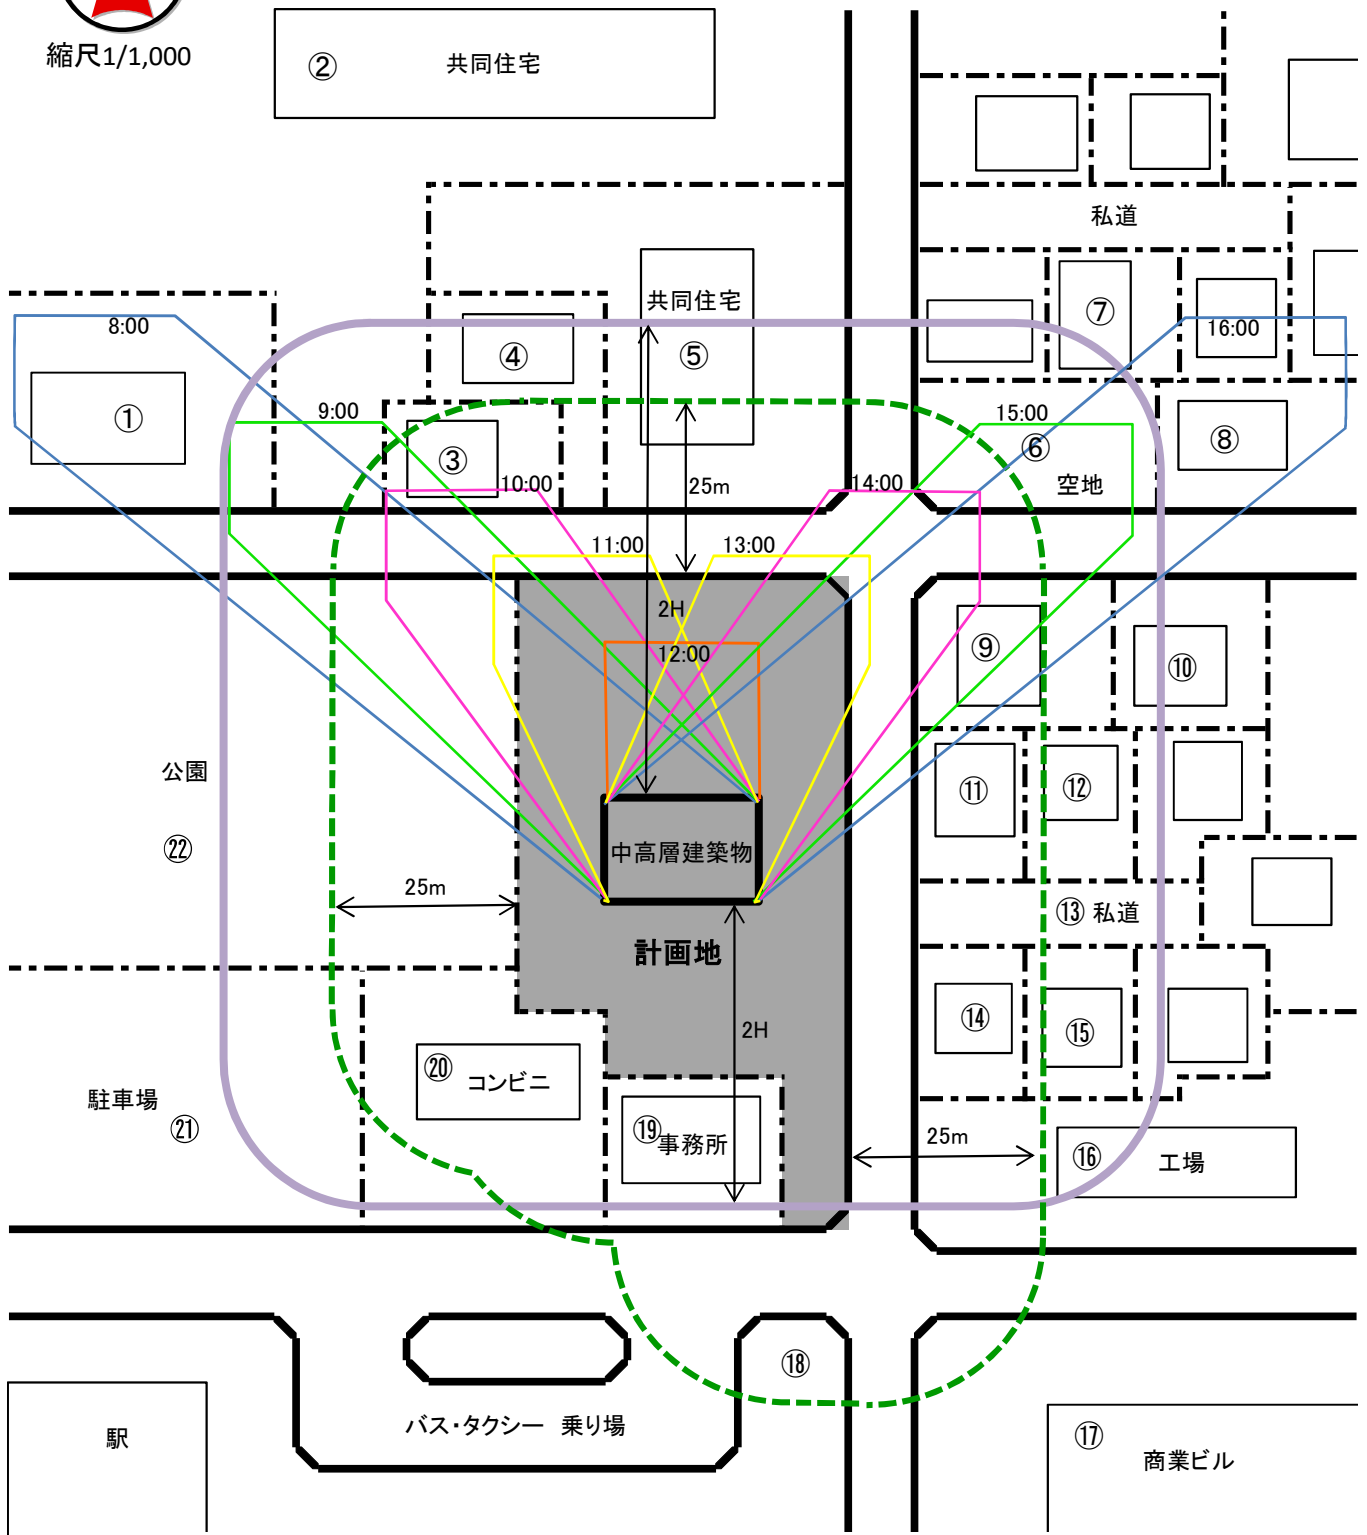 縮尺1/1,000
② 共同住宅
私道
共同住宅
8:00
④
⑤
⑦
16:00
①
9:00
15:00
③
⑥
⑧
10:00
25m
14:00
空地
11:00
13:00
2H
12:00
⑨
⑩
公園
⑪
⑫
㉒
中高層建築物
25m
⑬ 私道
計画地
⑭
⑮
2H
⑳ コンビニ
駐車場
㉑
⑲ 事務所
25m
⑯ 工場
⑱
バス・タクシー 乗り場
駅
⑰
商業ビル